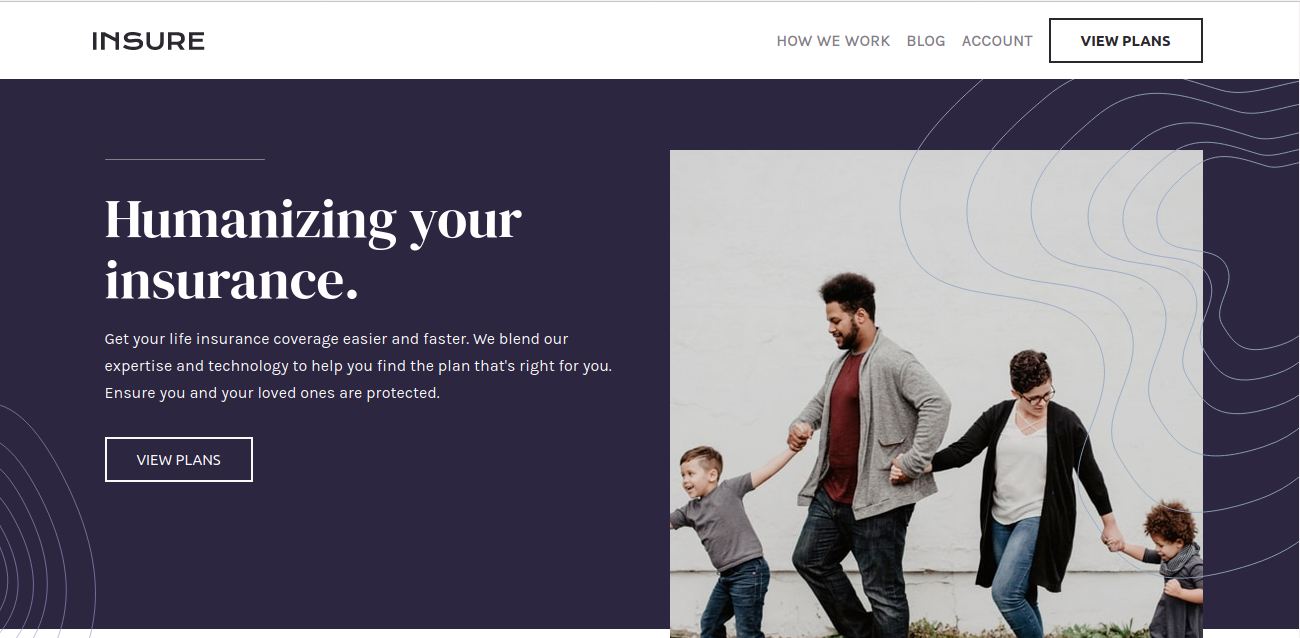 INSURE
HOW WE WORK BLOG ACCOUNT VIEW PLANS
Humanizing your
insurance.
Get your life insurance coverage easier and faster. We blend our
expertise and technology to help you find the plan that's right for you.
Ensure you and your loved ones are protected.
VIEW PLANS